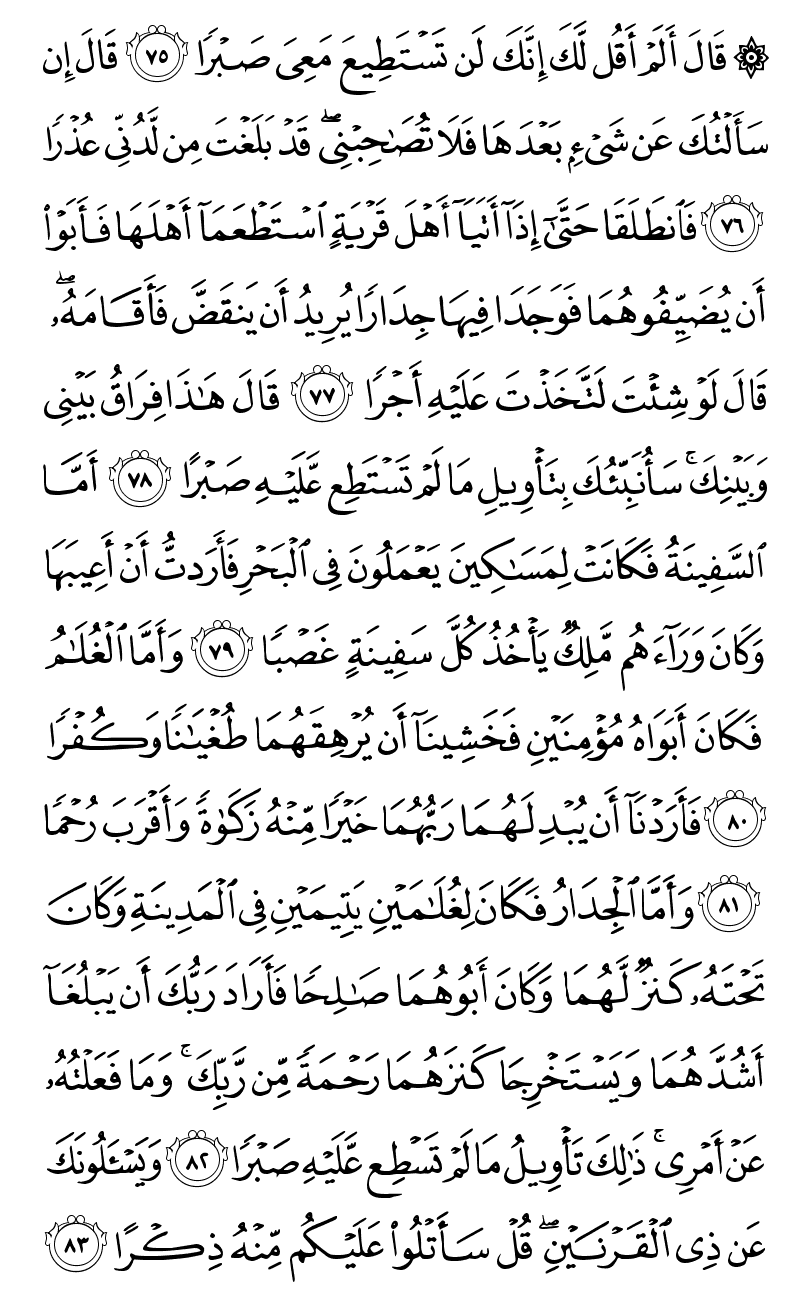 ۞ قَالَ أَلَمۡ أَقُل لَّكَ إِنَّكَ لَن تَسۡتَطِيعَ مَعِيَ صَبۡرٗا ٧٥ قَالَ إِن
سَأَلۡتُكَ عَن شَيۡءِۭ بَعۡدَهَا فَلَا تُصَٰحِبۡنِيۖ قَدۡ بَلَغۡتَ مِن لَّدُنِّي عُذۡرٗا
٧٦ فَٱنطَلَقَا حَتَّىٰٓ إِذَآ أَتَيَآ أَهۡلَ قَرۡيَةٍ ٱسۡتَطۡعَمَآ أَهۡلَهَا فَأَبَوۡاْ
أَن يُضَيِّفُوهُمَا فَوَجَدَا فِيهَا جِدَارٗا يُرِيدُ أَن يَنقَضَّ فَأَقَامَهُۥۖ
قَالَ لَوۡ شِئۡتَ لَتَّخَذۡتَ عَلَيۡهِ أَجۡرٗا ٧٧ قَالَ هَٰذَا فِرَاقُ بَيۡنِي
وَبَيۡنِكَۚ سَأُنَبِّئُكَ بِتَأۡوِيلِ مَا لَمۡ تَسۡتَطِع عَّلَيۡهِ صَبۡرًا ٧٨ أَمَّا
ٱلسَّفِينَةُ فَكَانَتۡ لِمَسَٰكِينَ يَعۡمَلُونَ فِي ٱلۡبَحۡرِ فَأَرَدتُّ أَنۡ أَعِيبَهَا
وَكَانَ وَرَآءَهُم مَّلِكٞ يَأۡخُذُ كُلَّ سَفِينَةٍ غَصۡبٗا ٧٩ وَأَمَّا ٱلۡغُلَٰمُ
فَكَانَ أَبَوَاهُ مُؤۡمِنَيۡنِ فَخَشِينَآ أَن يُرۡهِقَهُمَا طُغۡيَٰنٗا وَكُفۡرٗا
٨٠ فَأَرَدۡنَآ أَن يُبۡدِلَهُمَا رَبُّهُمَا خَيۡرٗا مِّنۡهُ زَكَوٰةٗ وَأَقۡرَبَ رُحۡمٗا
٨١ وَأَمَّا ٱلۡجِدَارُ فَكَانَ لِغُلَٰمَيۡنِ يَتِيمَيۡنِ فِي ٱلۡمَدِينَةِ وَكَانَ
تَحۡتَهُۥ كَنزٞ لَّهُمَا وَكَانَ أَبُوهُمَا صَٰلِحٗا فَأَرَادَ رَبُّكَ أَن يَبۡلُغَآ
أَشُدَّهُمَا وَيَسۡتَخۡرِجَا كَنزَهُمَا رَحۡمَةٗ مِّن رَّبِّكَۚ وَمَا فَعَلۡتُهُۥ
عَنۡ أَمۡرِيۚ ذَٰلِكَ تَأۡوِيلُ مَا لَمۡ تَسۡطِع عَّلَيۡهِ صَبۡرٗا ٨٢ وَيَسۡـَٔلُونَكَ
عَن ذِي ٱلۡقَرۡنَيۡنِۖ قُلۡ سَأَتۡلُواْ عَلَيۡكُم مِّنۡهُ ذِكۡرًا ٨٣